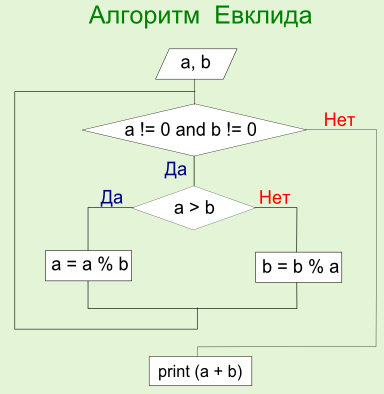 Алгоритм Евклида
a, b
a != 0 and b != 0
Нет
Да
Да
a > b
Нет
a = a % b
b = b % a
print (a + b)